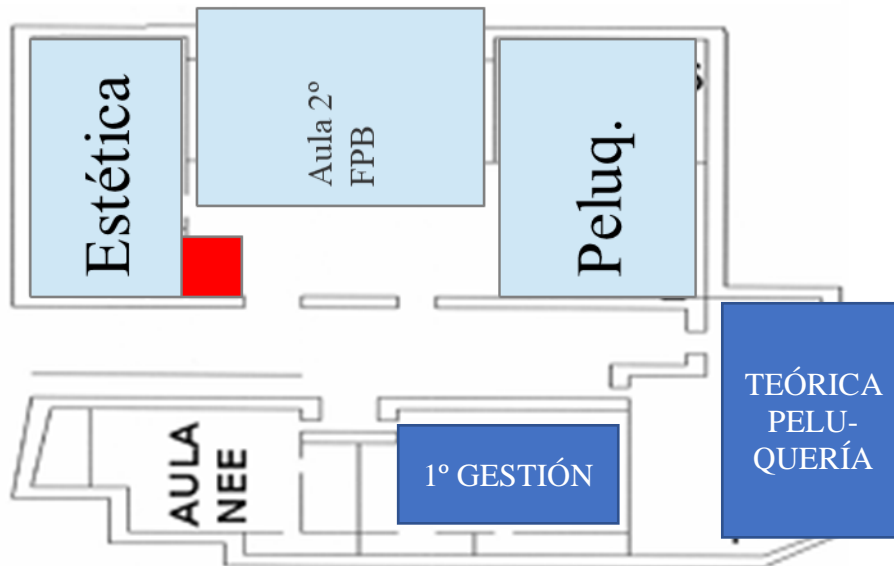 Estética
Aula 2º
FPB
Peluq.
TEÓRICA
PELU-
QUERÍA
AULA
NEE
1º GESTIÓN